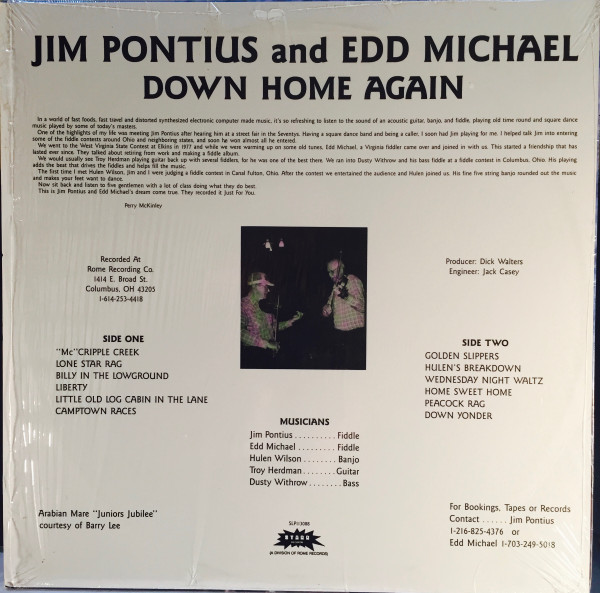 JIM PONTIUS and EDD MICHAEL
DOWN HOME AGAIN
In a world of fast foods, fast travel and distorted synthesized electronic computer made music, it's so refreshing to listen to the sound of an acoustic guitar, banjo, and fiddle, playing old time round and square dance
music played by some of today's masters.
One of the highlights of my life was meeting Jim Pontius after hearing him at a street fair in the Seventys. Having a square dance band and being a caller, I soon had Jim playing for me. I helped talk Jim into entering
some of the fiddle contests around Ohio and neighboring states, and soon he won almost all he entered.
We went to the West Virginia State Contest at Elkins in 1977 and while we were warming up on some old tunes, Edd Michael, a Virginia fiddler came over and joined in with us. This started a friendship that has
lasted ever since. They talked about retiring from work and making a fiddle album.
We would usually see Troy Herdman playing guitar back up with several fiddlers, for he was one of the best there. We ran into Dusty Withrow and his bass fiddle at a fiddle contest in Columbus, Ohio. His playing
adds the beat that drives the fiddles and helps fill the music.
The first time I met Hulen Wilson, Jim and I were judging a fiddle contest in Canal Fulton, Ohio. After the contest we entertained the audience and Hulen joined us. His fine five string banjo rounded out the music
and makes your feet want to dance.
Now sit back and listen to five gentlemen with a lot of class doing what they do best.
This is Jim Pontius and Edd Michael's dream come true. They recorded it Just For You.
Perry McKinley
Recorded At
Rome Recording Co.
1414 E. Broad St.
Columbus, OH 43205
1-614-253-4418
Producer: Dick Walters
Engineer: Jack Casey
SIDE ONE
"Mc"CRIPPLE CREEK
LONE STAR RAG
BILLY IN THE LOWGROUND
LIBERTY
LITTLE OLD LOG CABIN IN THE LANE
CAMPTOWN RACES
SIDE TWO
GOLDEN SLIPPERS
HULEN'S BREAKDOWN
WEDNESDAY NIGHT WALTZ
HOME SWEET HOME
PEACOCK RAG
DOWN YONDER
MUSICIANS
Jim Pontius .......... Fiddle
Edd Michael ......... Fiddle
Hulen Wilson ........ Banjo
Troy Herdman ....... Guitar
Dusty Withrow ........ Bass
Arabian Mare "Juniors Jubilee"
courtesy of Barry Lee
(A DIVISION OF ROME RECORDS)
For Bookings, Tapes or Records
Contact ...... Jim Pontius
1-216-825-4376 or
Edd Michael 1-703-249-5018